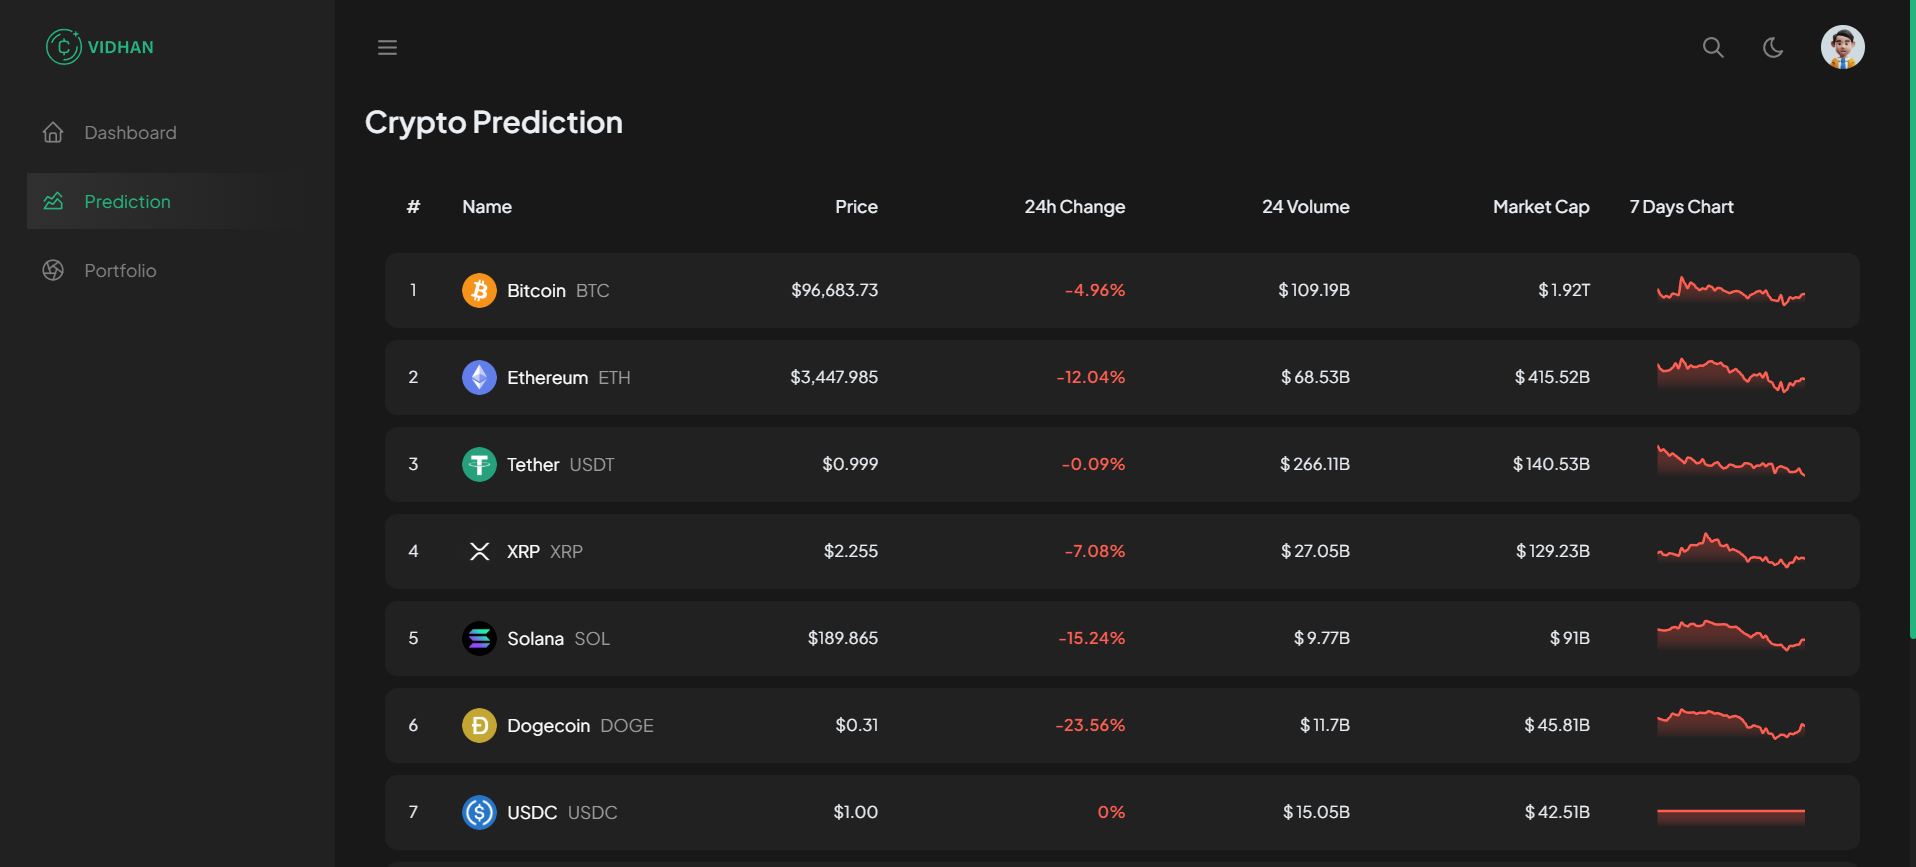 VIDHAN
Dashboard
Prediction
Portfolio
Crypto Prediction
# Name Price 24h Change 24 Volume Market Cap 7 Days Chart
1 Bitcoin BTC $96,683.73 -4.96% $ 109.19B $ 1.92T
2 Ethereum ETH $3,447.985 -12.04% $ 68.53B $ 415.52B
3 Tether USDT $0.999 -0.09% $ 266.11B $ 140.53B
4 XRP XRP $2.255 -7.08% $ 27.05B $ 129.23B
5 Solana SOL $189.865 -15.24% $ 9.77B $ 91B
6 Dogecoin DOGE $0.31 -23.56% $ 11.7B $ 45.81B
7 USDC USDC $1.00 0% $ 15.05B $ 42.51B